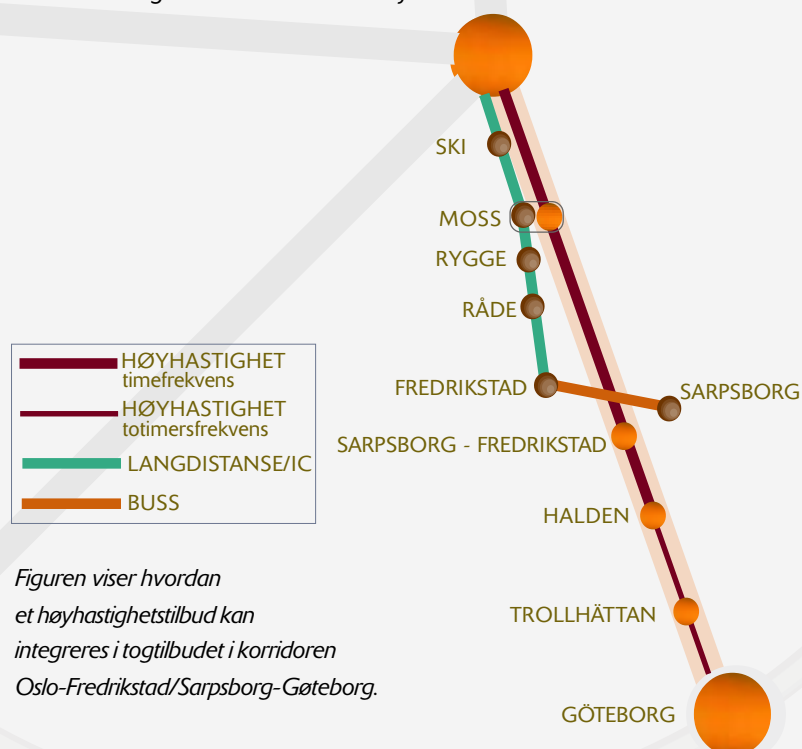 SKI
MOSS
RYGGE
RÅDE
FREDRIKSTAD
SARPSBORG
SARPSBORG - FREDRIKSTAD
HALDEN
TROLLHÄTTAN
GÖTEBORG
HØYHASTIGHET
timefrekvens
HØYHASTIGHET
totimersfrekvens
LANGDISTANSE/IC
BUSS
Figuren viser hvordan
et høyhastighetstilbud kan
integreres i togtilbudet i korridoren
Oslo-Fredrikstad/Sarpsborg-Gøteborg.